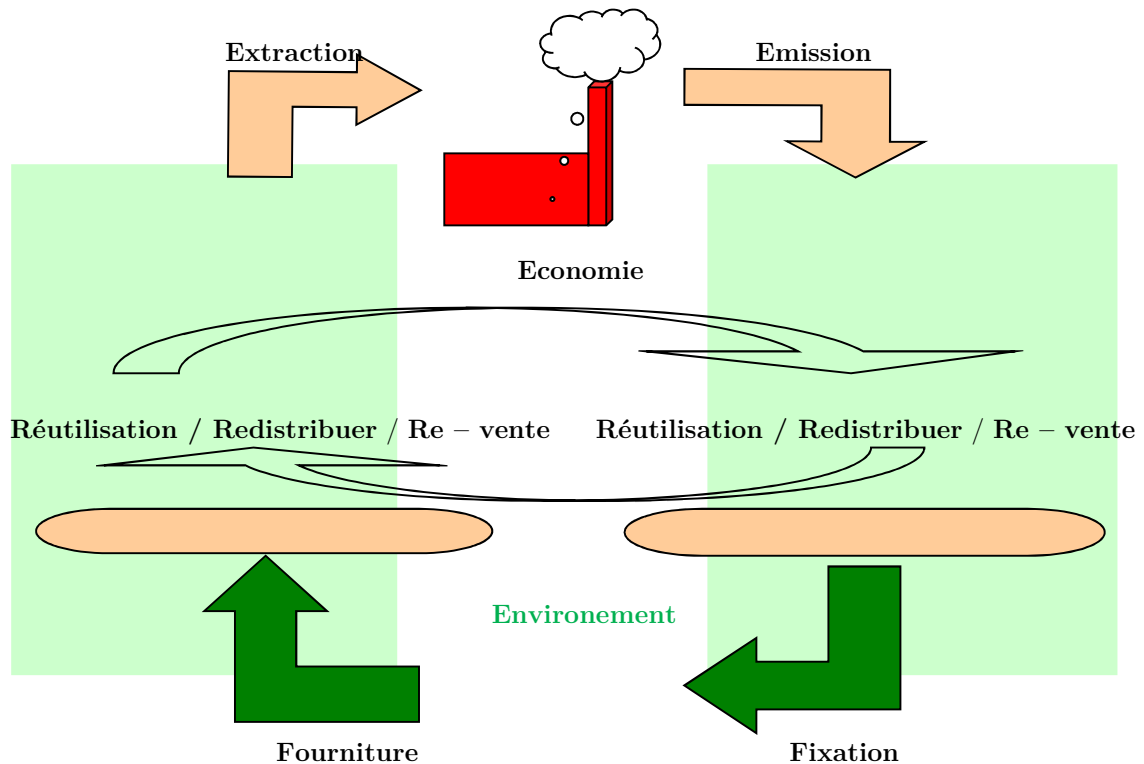 Extraction
Emission
Economie
Réutilisation / Redistribuer / Re – vente
Réutilisation / Redistribuer / Re – vente
Environement
Fourniture
Fixation